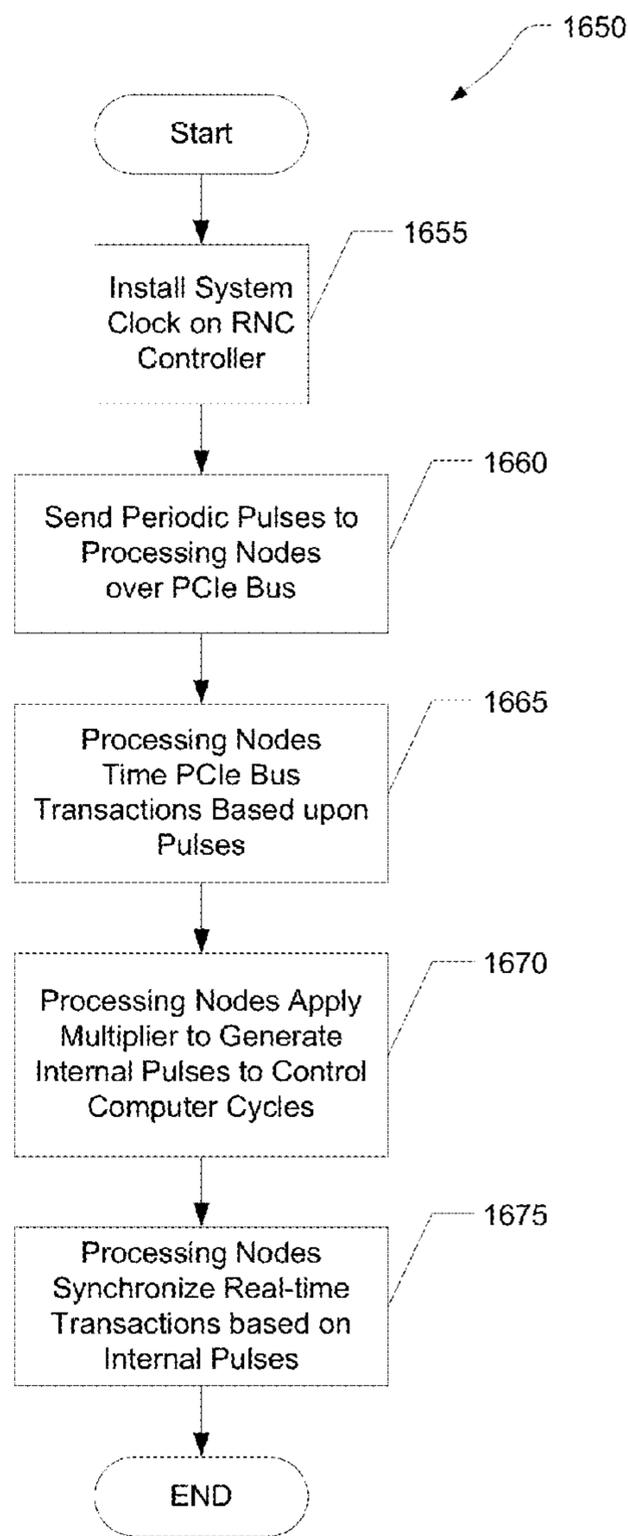 1650
Start
1655
Install System
Clock on RNC
Controller
1660
Send Periodic Pulses to
Processing Nodes
over PCIe Bus
1665
Processing Nodes
Time PCIe Bus
Transactions Based upon
Pulses
1670
Processing Nodes Apply
Multiplier to Generate
Internal Pulses to Control
Computer Cycles
1675
Processing Nodes
Synchronize Real-time
Transactions based on
Internal Pulses
END